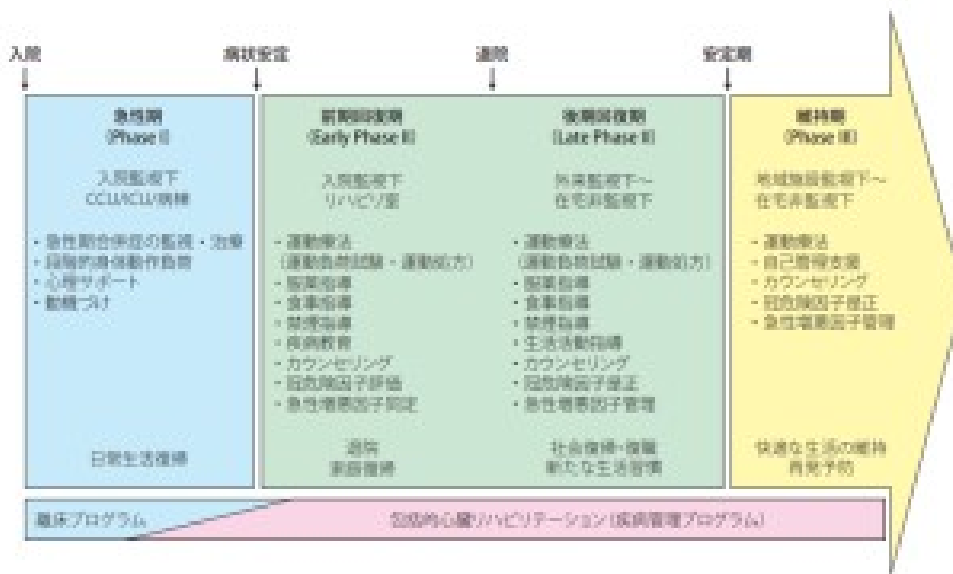 入院
病状安定
退院
安定期
急性期
(Phase I)
入院監視下
CCU/ICU/病棟
・急性期合併症の監視・治療
・段階的身体動作負荷
・心理サポート
・動機づけ
日常生活復帰
前期回復期
(Early Phase II)
入院監視下
リハビリ室
・運動療法
(運動負荷試験・運動処方)
・服薬指導
・食事指導
・禁煙指導
・疾病教育
・カウンセリング
・冠危険因子評価
・急性増悪因子同定
退院
家庭復帰
後期回復期
(Late Phase II)
外来監視下〜
在宅非監視下
・運動療法
(運動負荷試験・運動処方)
・服薬指導
・食事指導
・禁煙指導
・生活活動指導
・カウンセリング
・冠危険因子是正
・急性増悪因子管理
社会復帰・復職
新たな生活習慣
維持期
(Phase III)
地域施設監視下〜
在宅非監視下
・運動療法
・自己管理支援
・カウンセリング
・冠危険因子是正
・急性増悪因子管理
快適な生活の維持
再発予防
離床プログラム
包括的心臓リハビリテーション(疾病管理プログラム)